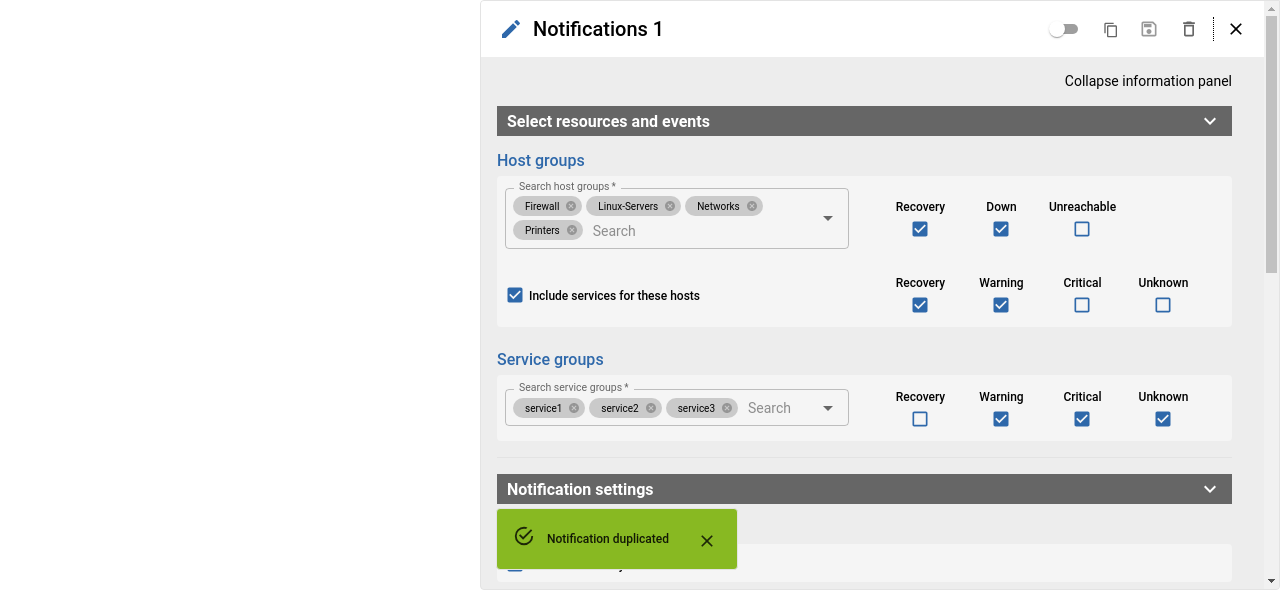 Notifications 1
Collapse information panel
Select resources and events
Host groups
Search host groups *
Firewall Linux-Servers Networks
Printers Search
Recovery Down Unreachable
Include services for these hosts
Recovery Warning Critical Unknown
Service groups
Search service groups *
service1 service2 service3 Search
Recovery Warning Critical Unknown
Notification settings
Notification duplicated